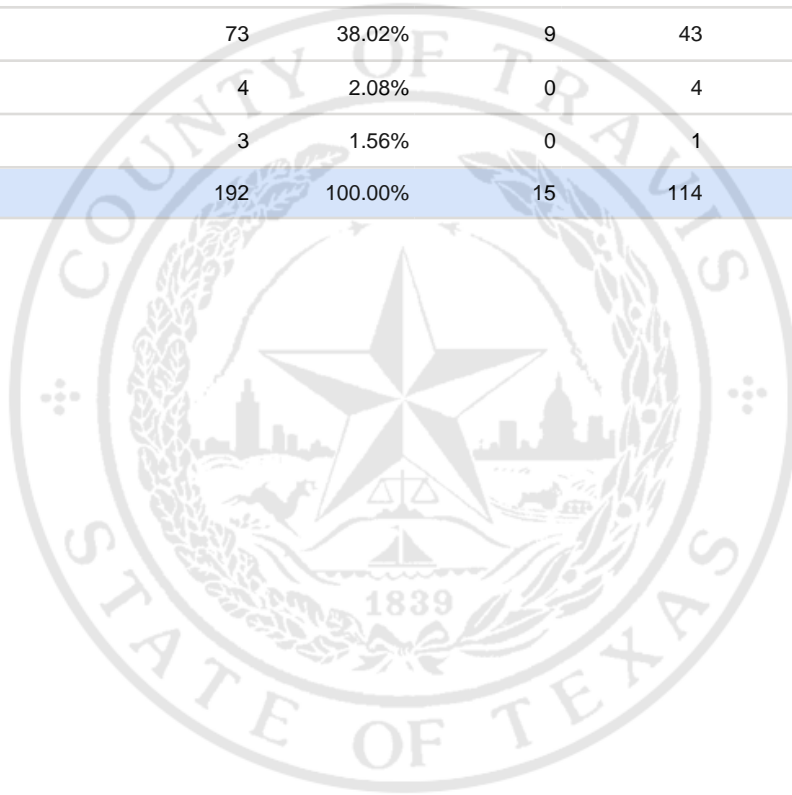 73 38.02% 9 43
4 2.08% 0 4
3 1.56% 0 1
192 100.00% 15 114
COUNTY OF TRAVIS
1839
STATE OF TEXAS